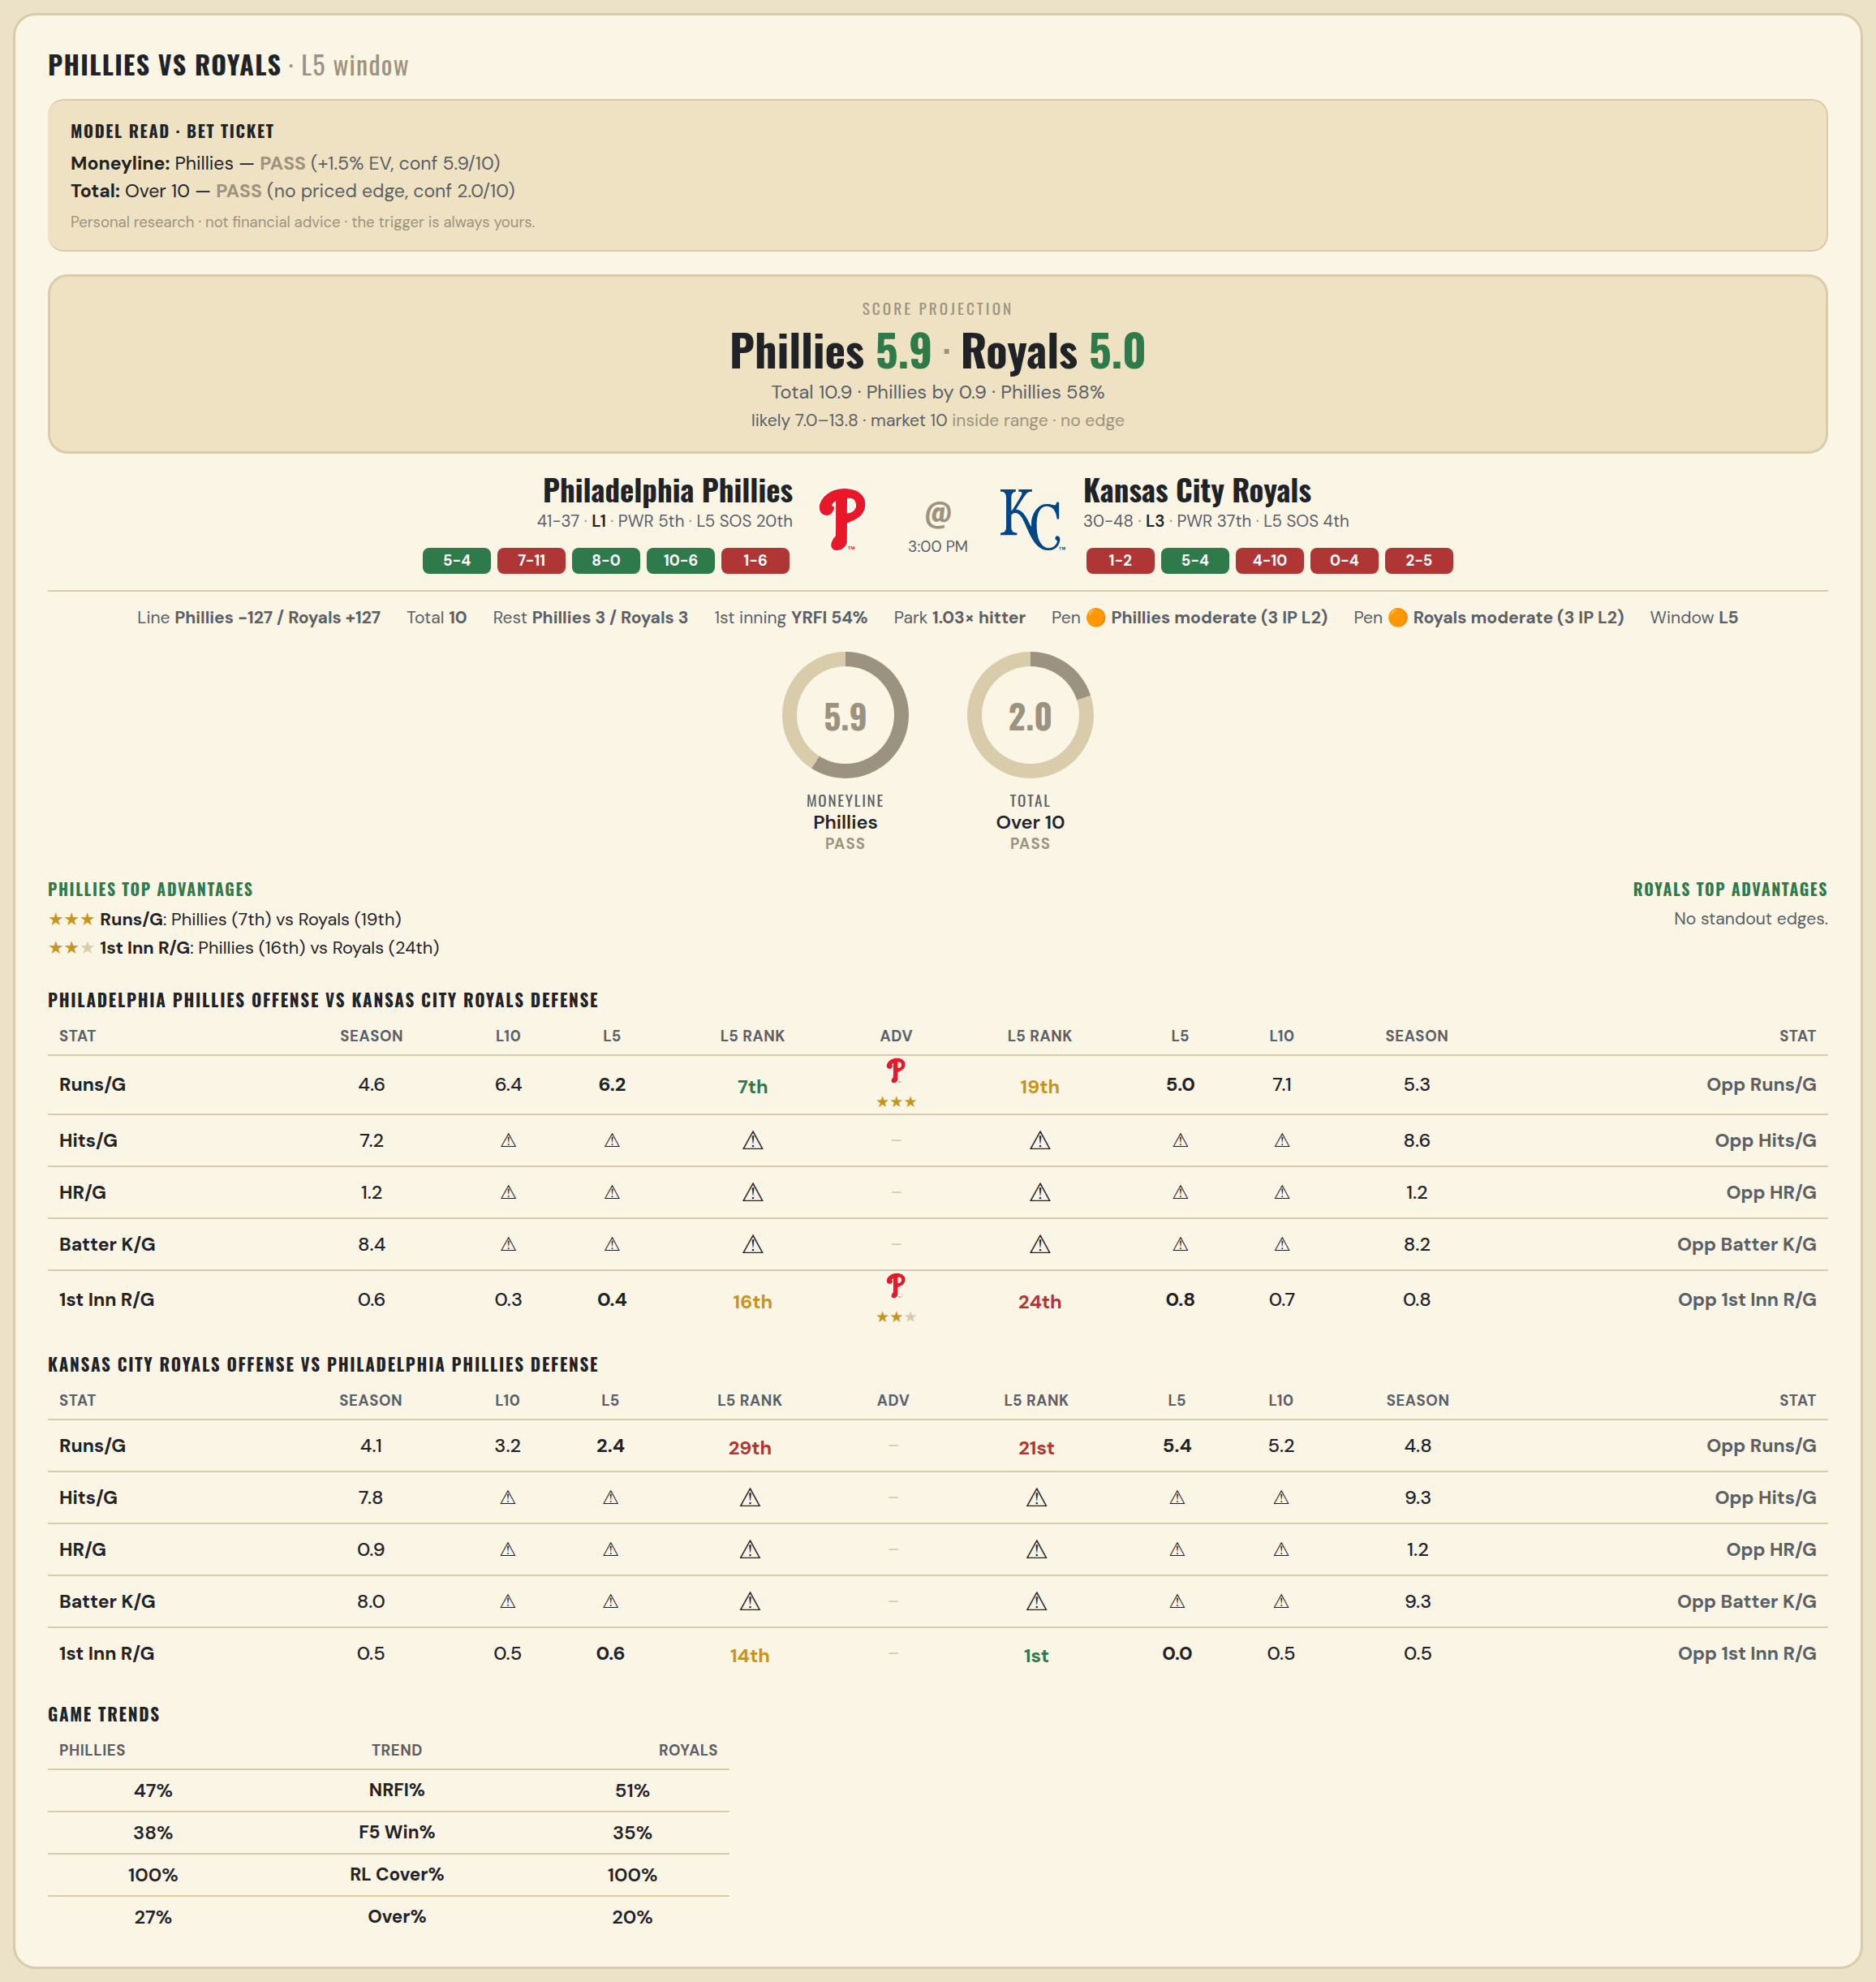 PHILLIES VS ROYALS · L5 window
MODEL READ · BET TICKET
Moneyline: Phillies — PASS (+1.5% EV, conf 5.9/10)
Total: Over 10 — PASS (no priced edge, conf 2.0/10)
Personal research · not financial advice · the trigger is always yours.
SCORE PROJECTION
Phillies 5.9 · Royals 5.0
Total 10.9 · Phillies by 0.9 · Phillies 58%
likely 7.0–13.8 · market 10 inside range · no edge
Philadelphia Phillies
41-37 · L1 · PWR 5th · L5 SOS 20th
5-4 7-11 8-0 10-6 1-6
@
3:00 PM
Kansas City Royals
30-48 · L3 · PWR 37th · L5 SOS 4th
1-2 5-4 4-10 0-4 2-5
Line Phillies -127 / Royals +127 Total 10 Rest Phillies 3 / Royals 3 1st inning YRFI 54% Park 1.03× hitter Pen 🟠 Phillies moderate (3 IP L2) Pen 🟠 Royals moderate (3 IP L2) Window L5
5.9
MONEYLINE
Phillies
PASS
2.0
TOTAL
Over 10
PASS
PHILLIES TOP ADVANTAGES
★★★ Runs/G: Phillies (7th) vs Royals (19th)
★★★ 1st Inn R/G: Phillies (16th) vs Royals (24th)
ROYALS TOP ADVANTAGES
No standout edges.
PHILADELPHIA PHILLIES OFFENSE VS KANSAS CITY ROYALS DEFENSE
STAT SEASON L10 L5 L5 RANK ADV L5 RANK L5 L10 SEASON STAT
Runs/G 4.6 6.4 6.2 7th ★★★ 19th 5.0 7.1 5.3 Opp Runs/G
Hits/G 7.2 ⚠ ⚠ ⚠ – ⚠ ⚠ ⚠ 8.6 Opp Hits/G
HR/G 1.2 ⚠ ⚠ ⚠ – ⚠ ⚠ ⚠ 1.2 Opp HR/G
Batter K/G 8.4 ⚠ ⚠ ⚠ – ⚠ ⚠ ⚠ 8.2 Opp Batter K/G
1st Inn R/G 0.6 0.3 0.4 16th ★★★ 24th 0.8 0.7 0.8 Opp 1st Inn R/G
KANSAS CITY ROYALS OFFENSE VS PHILADELPHIA PHILLIES DEFENSE
STAT SEASON L10 L5 L5 RANK ADV L5 RANK L5 L10 SEASON STAT
Runs/G 4.1 3.2 2.4 29th – 21st 5.4 5.2 4.8 Opp Runs/G
Hits/G 7.8 ⚠ ⚠ ⚠ – ⚠ ⚠ ⚠ 9.3 Opp Hits/G
HR/G 0.9 ⚠ ⚠ ⚠ – ⚠ ⚠ ⚠ 1.2 Opp HR/G
Batter K/G 8.0 ⚠ ⚠ ⚠ – ⚠ ⚠ ⚠ 9.3 Opp Batter K/G
1st Inn R/G 0.5 0.5 0.6 14th – 1st 0.0 0.5 0.5 Opp 1st Inn R/G
GAME TRENDS
PHILLIES TREND ROYALS
47% NRFI% 51%
38% F5 Win% 35%
100% RL Cover% 100%
27% Over% 20%